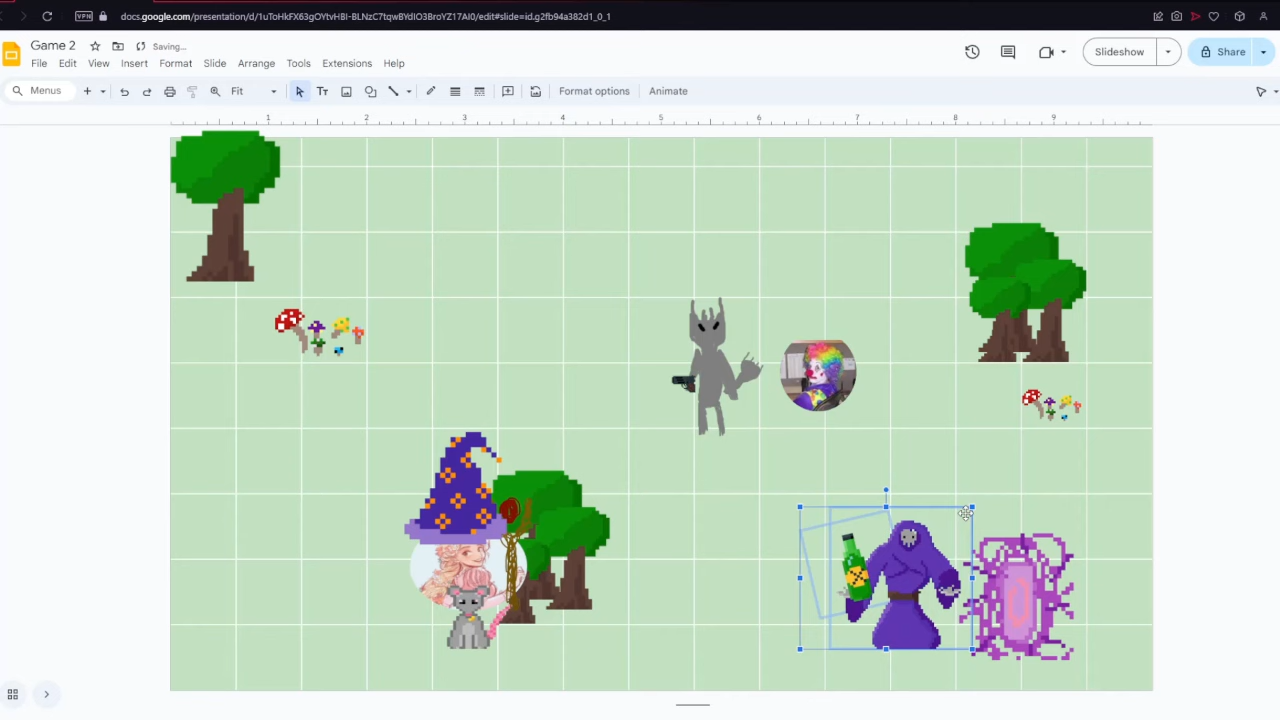 VPN docs.google.com/presentation/d/1uToHkFX63gOYtvHBI-BLNzC7tqwBYdIO3BroYZ17AI0/edit#slide=id.g2fb94a382d1_0_1
Game 2 Saving...
File Edit View Insert Format Slide Arrange Tools Extensions Help
Slideshow Share
Menus Fit Format options Animate
1 2 3 4 5 6 7 8 9